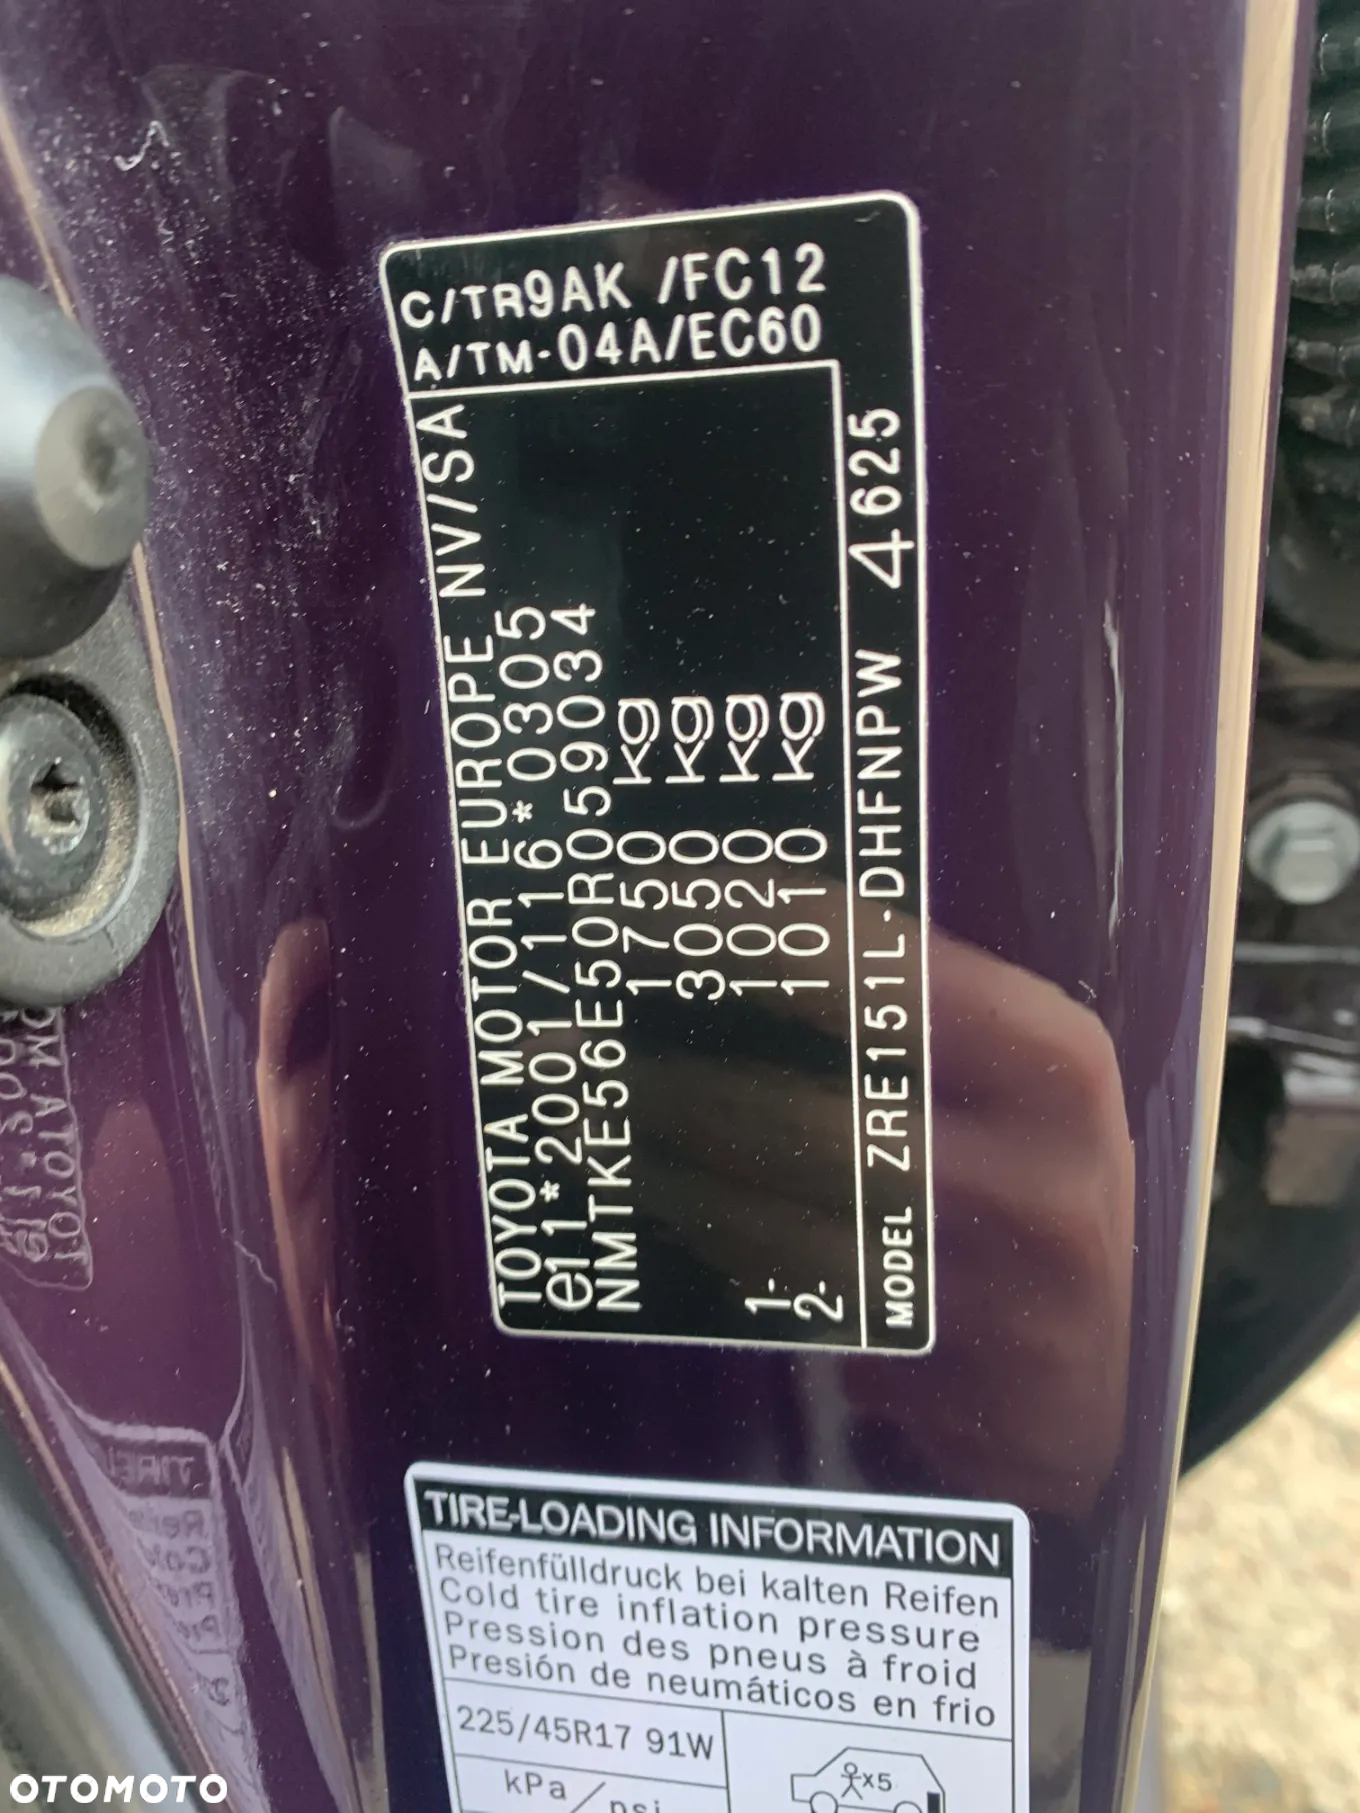 C/TR9AK /FC12
A/TM-04A/EC60
TOYOTA MOTOR EUROPE NV/SA
e11*2001/116*0305
NMTKE56E50R059034
1750 kg
3050 kg
1- 1020 kg
2- 1010 kg
MODEL ZRE151L-DHFNPW 4625
TIRE-LOADING INFORMATION
Reifenfülldruck bei kalten Reifen
Cold tire inflation pressure
Pression des pneus à froid
Presión de neumáticos en frio
225/45R17 91W
x5
kPa/psi
OTOMOTO